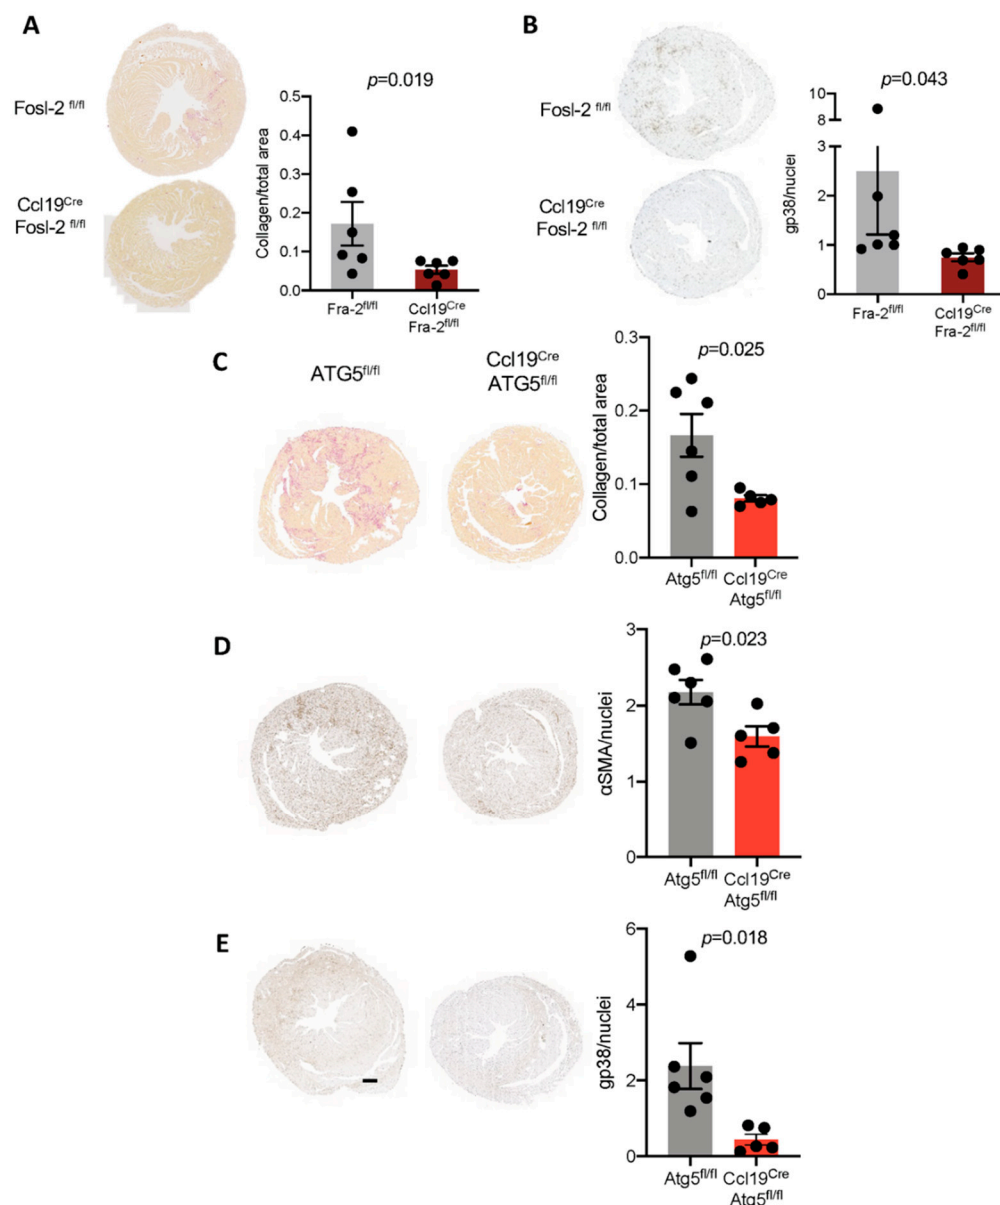 A
Fosl-2 fl/fl
Ccl19Cre
Fosl-2 fl/fl
p=0.019
Collagen/total area
0.5
0.4
0.3
0.2
0.1
0.0
Fra-2fl/fl
Ccl19Cre
Fra-2fl/fl
B
Fosl-2 fl/fl
Ccl19Cre
Fosl-2 fl/fl
p=0.043
gp38/nuclei
10
8
3
2
1
0
Fra-2fl/fl
Ccl19Cre
Fra-2fl/fl
C
ATG5fl/fl
Ccl19Cre
ATG5fl/fl
p=0.025
Collagen/total area
0.3
0.2
0.1
0.0
Atg5fl/fl
Ccl19Cre
Atg5fl/fl
D
p=0.023
αSMA/nuclei
3
2
1
0
Atg5fl/fl
Ccl19Cre
Atg5fl/fl
E
p=0.018
gp38/nuclei
6
4
2
0
Atg5fl/fl
Ccl19Cre
Atg5fl/fl